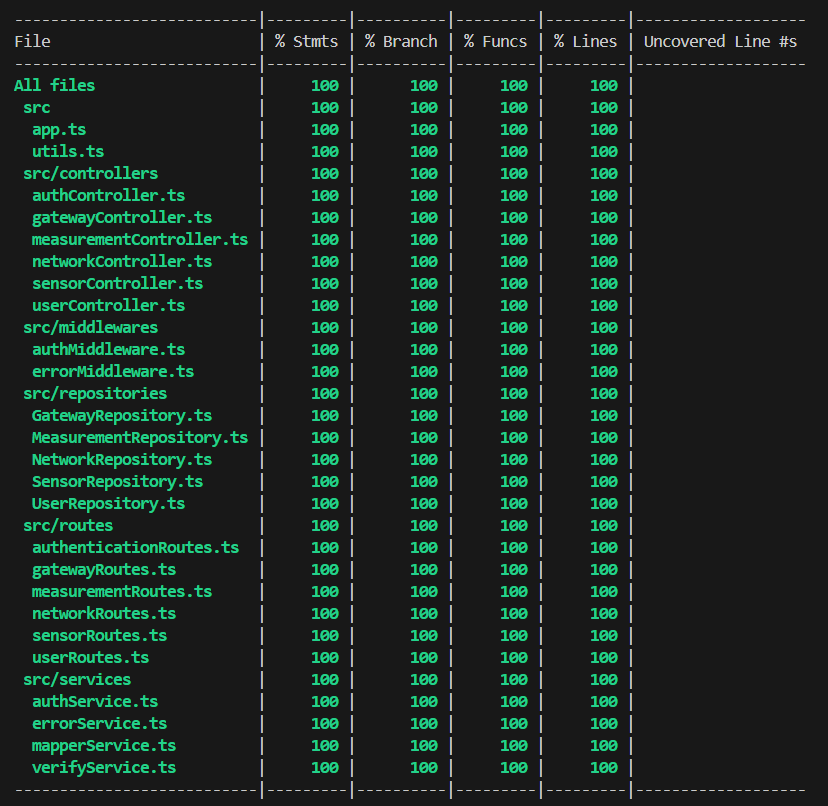 --------------------------|---------|----------|---------|---------|-------------------
File                      | % Stmts | % Branch | % Funcs | % Lines | Uncovered Line #s
--------------------------|---------|----------|---------|---------|-------------------
All files                 |     100 |      100 |     100 |     100 |
 src                      |     100 |      100 |     100 |     100 |
  app.ts                  |     100 |      100 |     100 |     100 |
  utils.ts                |     100 |      100 |     100 |     100 |
 src/controllers          |     100 |      100 |     100 |     100 |
  authController.ts       |     100 |      100 |     100 |     100 |
  gatewayController.ts    |     100 |      100 |     100 |     100 |
  measurementController.ts |     100 |      100 |     100 |     100 |
  networkController.ts    |     100 |      100 |     100 |     100 |
  sensorController.ts     |     100 |      100 |     100 |     100 |
  userController.ts       |     100 |      100 |     100 |     100 |
 src/middlewares          |     100 |      100 |     100 |     100 |
  authMiddleware.ts       |     100 |      100 |     100 |     100 |
  errorMiddleware.ts      |     100 |      100 |     100 |     100 |
 src/repositories         |     100 |      100 |     100 |     100 |
  GatewayRepository.ts    |     100 |      100 |     100 |     100 |
  MeasurementRepository.ts |     100 |      100 |     100 |     100 |
  NetworkRepository.ts    |     100 |      100 |     100 |     100 |
  SensorRepository.ts     |     100 |      100 |     100 |     100 |
  UserRepository.ts       |     100 |      100 |     100 |     100 |
 src/routes               |     100 |      100 |     100 |     100 |
  authenticationRoutes.ts |     100 |      100 |     100 |     100 |
  gatewayRoutes.ts        |     100 |      100 |     100 |     100 |
  measurementRoutes.ts    |     100 |      100 |     100 |     100 |
  networkRoutes.ts        |     100 |      100 |     100 |     100 |
  sensorRoutes.ts         |     100 |      100 |     100 |     100 |
  userRoutes.ts           |     100 |      100 |     100 |     100 |
 src/services             |     100 |      100 |     100 |     100 |
  authService.ts          |     100 |      100 |     100 |     100 |
  errorService.ts         |     100 |      100 |     100 |     100 |
  mapperService.ts        |     100 |      100 |     100 |     100 |
  verifyService.ts        |     100 |      100 |     100 |     100 |
--------------------------|---------|----------|---------|---------|-------------------